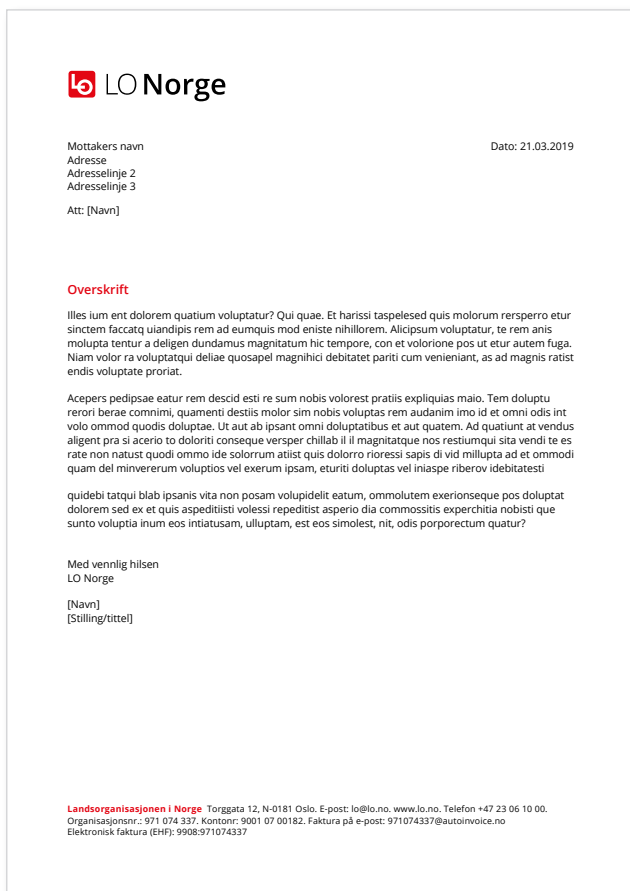 LO LO Norge
Mottakers navn
Dato: 21.03.2019
Adresse
Adresselinje 2
Adresselinje 3
Att: [Navn]
Overskrift
Illes ium ent dolorem quatium voluptatur? Qui quae. Et harissi taspelesed quis molorum rersperro etur
sinctem faccatq uiandipis rem ad eumquis mod eniste nihillorem. Alicipsum voluptatur, te rem anis
molupta tentur a deligen dundamus magnitatum hic tempore, con et volorione pos ut etur autem fuga.
Niam volor ra voluptatqui deliae quosapel magnihici debitatet pariti cum venieniant, as ad magnis ratist
endis voluptate proriat.
Acepers pedipsae eatur rem descid esti re sum nobis volorest pratiis expliquias maio. Tem doluptu
rerori berae comnimi, quamenti destiis molor sim nobis voluptas rem audanim imo id et omni odis int
volo ommod quodis doluptae. Ut aut ab ipsant omni doluptatibus et aut quatem. Ad quatiunt at vendus
aligent pra si acerio to doloriti conseque versper chillab il il magnitatque nos restiumqui sita vendi te es
rate non natust quodi ommo ide solorrum atiist quis dolorro rioressi sapis di vid millupta ad et ommodi
quam del minvererum voluptios vel exerum ipsam, eturiti doluptas vel iniaspe riberov idebitatesti
quidebi tatqui blab ipsanis vita non posam volupidelit eatum, ommolutem exerionseque pos doluptat
dolorem sed ex et quis aspeditiisti volessi repeditist asperio dia commossitis experchitia nobisti que
sunto voluptia inum eos intiatusam, ulluptam, est eos simolest, nit, odis porporectum quatur?
Med vennlig hilsen
LO Norge
[Navn]
[Stilling/tittel]
Landsorganisasjonen i Norge Torggata 12, N-0181 Oslo. E-post: lo@lo.no. www.lo.no. Telefon +47 23 06 10 00.
Organisasjonsnr.: 971 074 337. Kontonr: 9001 07 00182. Faktura på e-post: 971074337@autoinvoice.no
Elektronisk faktura (EHF): 9908:971074337